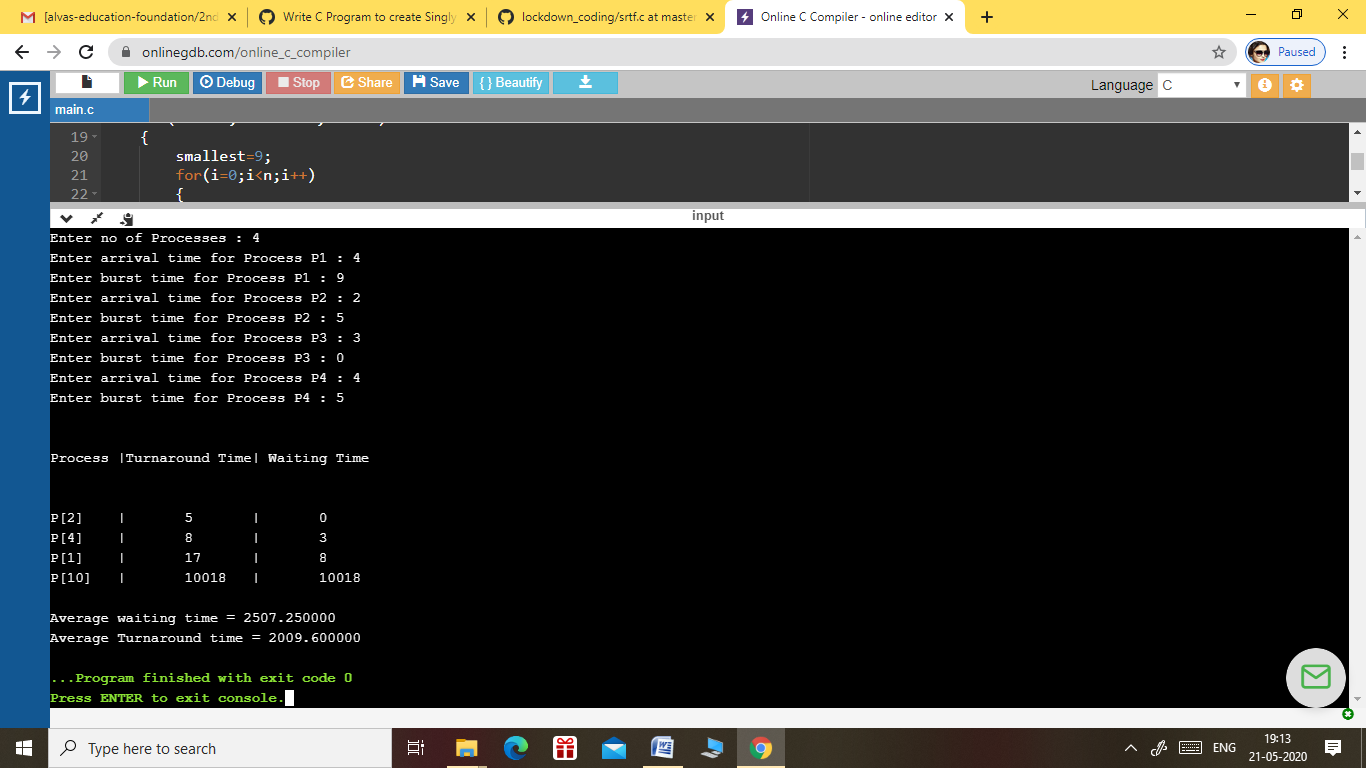 [alvas-education-foundation/2nd
Write C Program to create Singly
lockdown_coding/srtf.c at master
Online C Compiler - online editor
onlinegdb.com/online_c_compiler
Paused
Run
Debug
Stop
Share
Save
{ } Beautify
Language C
main.c
19 {
20 smallest=9;
21 for(i=0;i<n;i++)
22 {
input
Enter no of Processes : 4
Enter arrival time for Process P1 : 4
Enter burst time for Process P1 : 9
Enter arrival time for Process P2 : 2
Enter burst time for Process P2 : 5
Enter arrival time for Process P3 : 3
Enter burst time for Process P3 : 0
Enter arrival time for Process P4 : 4
Enter burst time for Process P4 : 5
Process |Turnaround Time| Waiting Time
P[2] | 5 | 0
P[4] | 8 | 3
P[1] | 17 | 8
P[10] | 10018 | 10018
Average waiting time = 2507.250000
Average Turnaround time = 2009.600000
...Program finished with exit code 0
Press ENTER to exit console.
Type here to search
ENG
19:13
21-05-2020